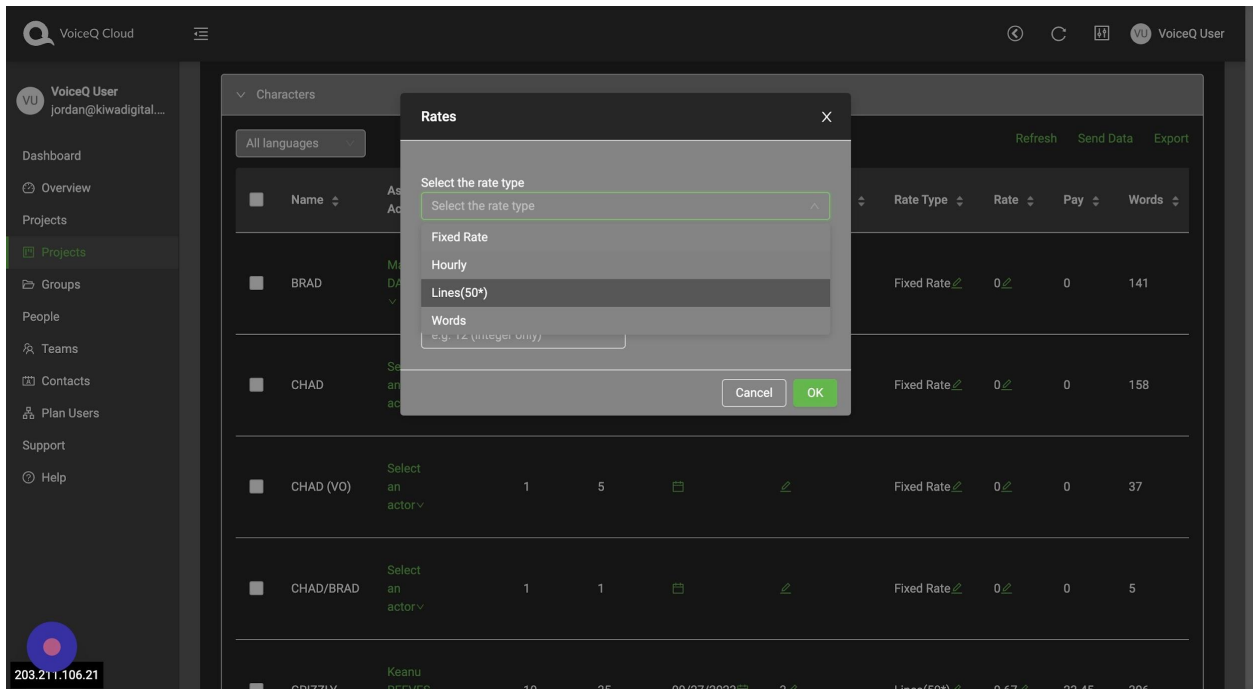 VoiceQ Cloud
VU VoiceQ User
VU VoiceQ User
jordan@kiwadigital....
Dashboard
Overview
Projects
Projects
Groups
People
Teams
Contacts
Plan Users
Support
Help
203.211.106.21
Characters
All languages
Refresh Send Data Export
Name Rate Type Rate Pay Words
Rates X
Select the rate type
Select the rate type
Fixed Rate
Hourly
Lines(50*)
Words
e.g. 12 (integer only)
Cancel OK
BRAD Fixed Rate 0 0 141
CHAD Fixed Rate 0 0 158
CHAD (VO) Select an actor 1 5 Fixed Rate 0 0 37
CHAD/BRAD Select an actor 1 1 Fixed Rate 0 0 5
Keanu